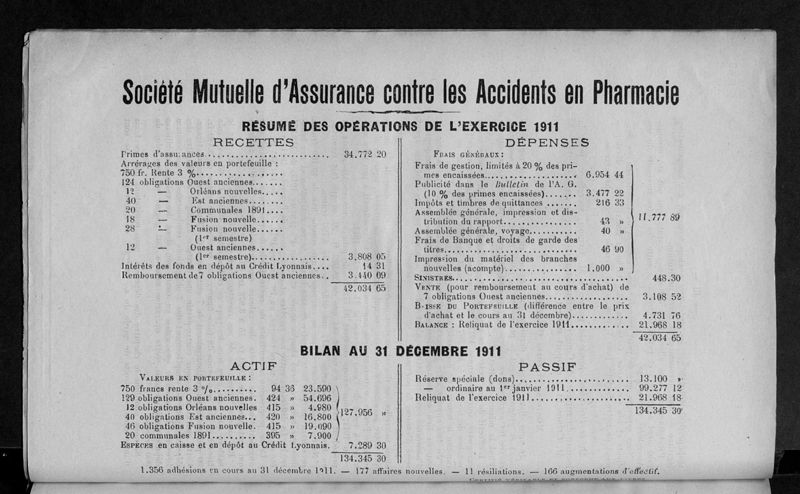 Société Mutuelle d'Assurance contre les Accidents en Pharmacie
RÉSUMÉ DES OPÉRATIONS DE L'EXERCICE 1911
RECETTES
Primes d'assurances 34.772 20
Arrérages des valeurs en portefeuille :
750 fr. Rente 3 %
124 obligations Ouest anciennes
12 — Orléans nouvelles
40 — Est anciennes
20 — Communales 1891
18 — Fusion nouvelle
28 — Fusion nouvelle
(1er semestre)
12 — Ouest anciennes
(1er semestre) 3.808 05
Intérêts des fonds en dépôt au Crédit Lyonnais 14 31
Remboursement de 7 obligations Ouest anciennes 3.440 09
42.034 65
DÉPENSES
FRAIS GÉNÉRAUX :
Frais de gestion, limités à 20 % des pri-
mes encaissées 6.954 44
Publicité dans le Bulletin de l'A. G.
(10 % des primes encaissées) 3.477 22
Impôts et timbres de quittances 216 33
Assemblée générale, impression et dis-
tribution du rapport 43 »
Assemblée générale, voyage 40 »
Frais de Banque et droits de garde des
titres 46 90
Impression du matériel des branches
nouvelles (acompte) 1.000 »
11.777 89
SINISTRES 448.30
VENTE (pour remboursement au cours d'achat) de
7 obligations Ouest anciennes 3.108 52
BAISSE DU PORTEFEUILLE (différence entre le prix
d'achat et le cours au 31 décembre) 4.731 76
BALANCE : Reliquat de l'exercice 1911 21.968 18
42.034 65
BILAN AU 31 DÉCEMBRE 1911
ACTIF
VALEURS EN PORTEFEUILLE :
750 francs rente 3 % 94 36 23.590
129 obligations Ouest anciennes. 424 » 54.696
12 obligations Orléans nouvelles 415 » 4.980
40 obligations Est anciennes 420 » 16.800
46 obligations Fusion nouvelle. 415 » 19.090
20 communales 1891 395 » 7.900
127.956 »
ESPÈCES en caisse et en dépôt au Crédit Lyonnais. 7.289 30
134.345 30
PASSIF
Réserve spéciale (dons) 13.100 »
— ordinaire au 1er janvier 1911 99.277 12
Reliquat de l'exercice 1911 21.968 18
134.345 30
1.356 adhésions en cours au 31 décembre 1911. — 177 affaires nouvelles. — 11 résiliations. — 166 augmentations d'effectif.